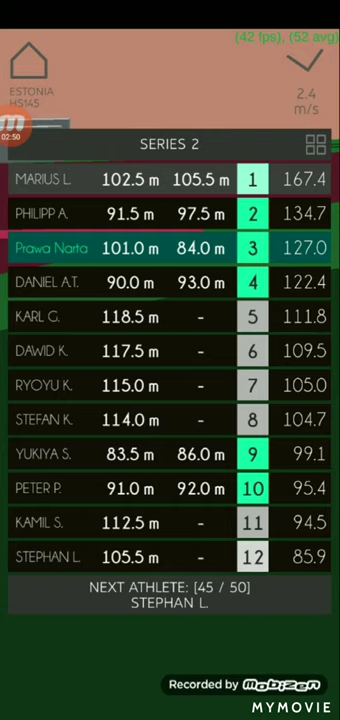 (42 fps), (52 avg)
ESTONIA
HS145
2.4
m/s
02:50
SERIES 2
MARIUS L. 102.5 m 105.5 m 1 167.4
PHILIPP A. 91.5 m 97.5 m 2 134.7
Prawa Narta 101.0 m 84.0 m 3 127.0
DANIEL A.T. 90.0 m 93.0 m 4 122.4
KARL G. 118.5 m - 5 111.8
DAWID K. 117.5 m - 6 109.5
RYOYU K. 115.0 m - 7 105.0
STEFAN K. 114.0 m - 8 104.7
YUKIYA S. 83.5 m 86.0 m 9 99.1
PETER P. 91.0 m 92.0 m 10 95.4
KAMIL S. 112.5 m - 11 94.5
STEPHAN L. 105.5 m - 12 85.9
NEXT ATHLETE: [45 / 50]
STEPHAN L.
Recorded by Mobizen
MYMOVIE